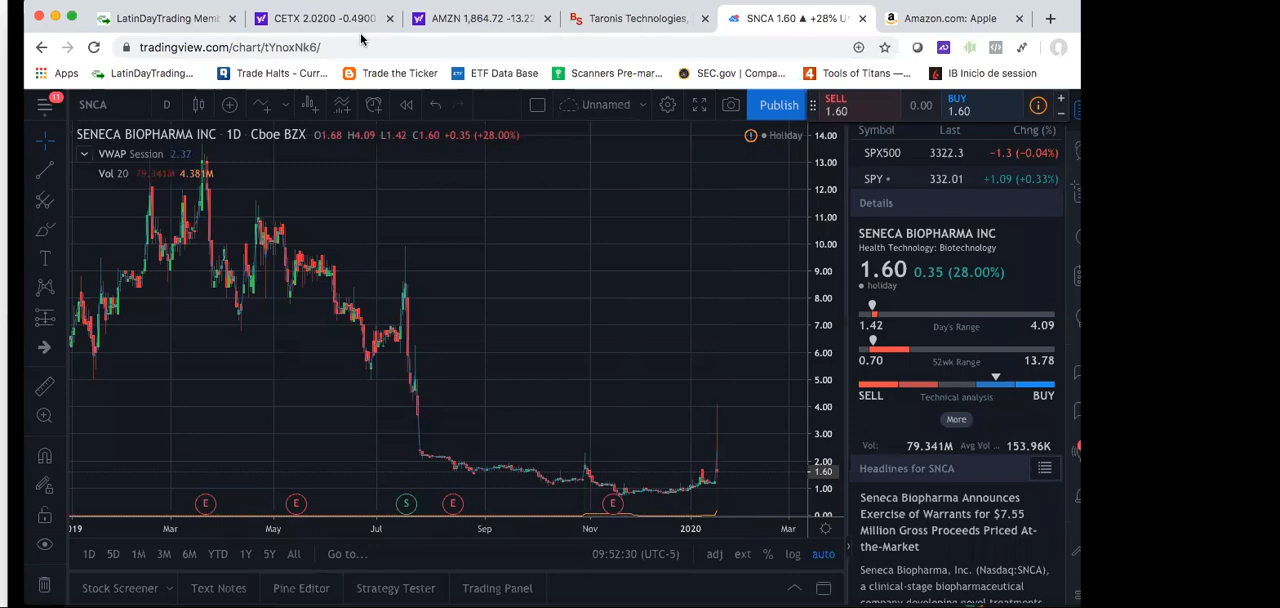 LatinDayTrading Mem
CETX 2.0200 -0.4900
AMZN 1,864.72 -13.22
Taronis Technologies,
SNCA 1.60 ▲ +28% U
Amazon.com: Apple
tradingview.com/chart/tYnoxNk6/
Apps
LatinDayTrading...
Trade Halts - Curr...
Trade the Ticker
ETF Data Base
Scanners Pre-mar...
SEC.gov | Compa...
Tools of Titans —...
IB Inicio de session
11
SNCA
D
Unnamed
Publish
SELL
1.60
0.00
BUY
1.60
SENECA BIOPHARMA INC · 1D · Cboe BZX O1.68 H4.09 L1.42 C1.60 +0.35 (+28.00%)
Holiday
VWAP Session 2.37
Vol 20 79.341M 4.381M
14.00
13.00
12.00
11.00
10.00
9.00
8.00
7.00
6.00
5.00
4.00
3.00
2.00
1.60
1.00
0.00
E
E
S
E
E
2019
Mar
May
Jul
Sep
Nov
2020
Mar
1D 5D 1M 3M 6M YTD 1Y 5Y All Go to...
09:52:30 (UTC-5) adj ext % log auto
Stock Screener
Text Notes
Pine Editor
Strategy Tester
Trading Panel
Symbol Last Chng (%)
SPX500 3322.3 −1.3 (−0.04%)
SPY 332.01 +1.09 (+0.33%)
Details
SENECA BIOPHARMA INC
Health Technology: Biotechnology
1.60 0.35 (28.00%)
holiday
1.42 Day's Range 4.09
0.70 52wk Range 13.78
SELL Technical analysis BUY
More
Vol: 79.341M Avg Vol ... 153.96K
Headlines for SNCA
Seneca Biopharma Announces
Exercise of Warrants for $7.55
Million Gross Proceeds Priced At-
the-Market
Seneca Biopharma, Inc. (Nasdaq:SNCA),
a clinical-stage biopharmaceutical
company developing novel treatments